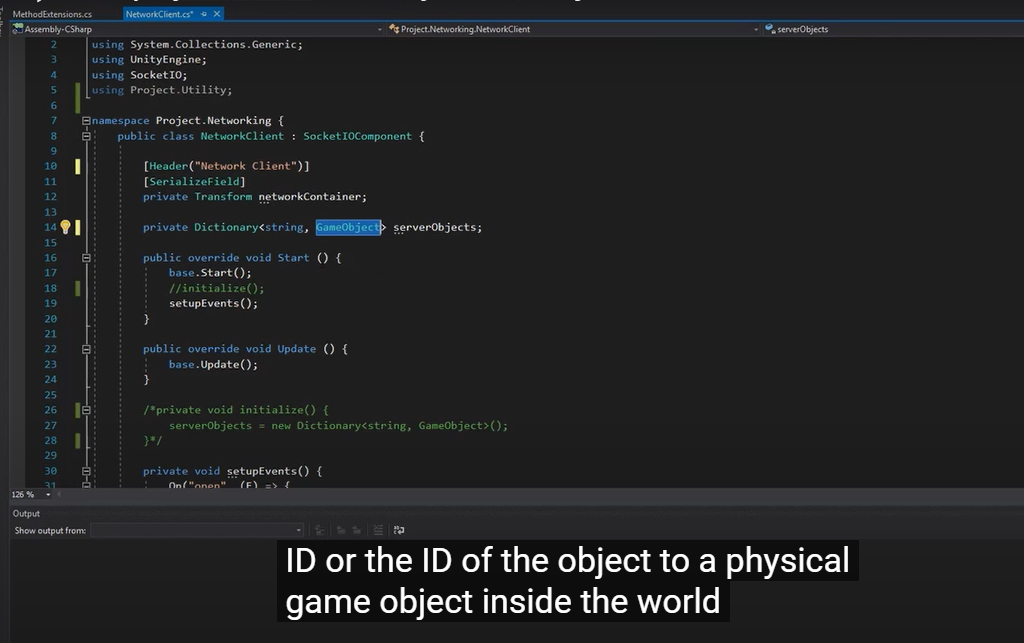 MethodExtensions.cs NetworkClient.cs*
Assembly-CSharp Project.Networking.NetworkClient serverObjects
2 using System.Collections.Generic;
3 using UnityEngine;
4 using SocketIO;
5 using Project.Utility;
6
7 namespace Project.Networking {
8 public class NetworkClient : SocketIOComponent {
9
10 [Header("Network Client")]
11 [SerializeField]
12 private Transform networkContainer;
13
14 private Dictionary<string, GameObject> serverObjects;
15
16 public override void Start () {
17 base.Start();
18 //initialize();
19 setupEvents();
20 }
21
22 public override void Update () {
23 base.Update();
24 }
25
26 /*private void initialize() {
27 serverObjects = new Dictionary<string, GameObject>();
28 }*/
29
30 private void setupEvents() {
31 On("open", (E) => {
126 %
Output
Show output from:
ID or the ID of the object to a physical
game object inside the world